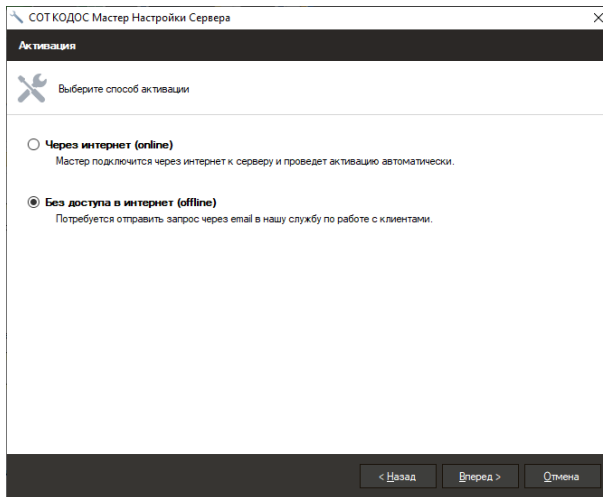 СОТ КОДОС Мастер Настройки Сервера
Активация
Выберите способ активации
Через интернет (online)
Мастер подключится через интернет к серверу и проведет активацию автоматически.
Без доступа в интернет (offline)
Потребуется отправить запрос через email в нашу службу по работе с клиентами.
< Назад Вперед > Отмена